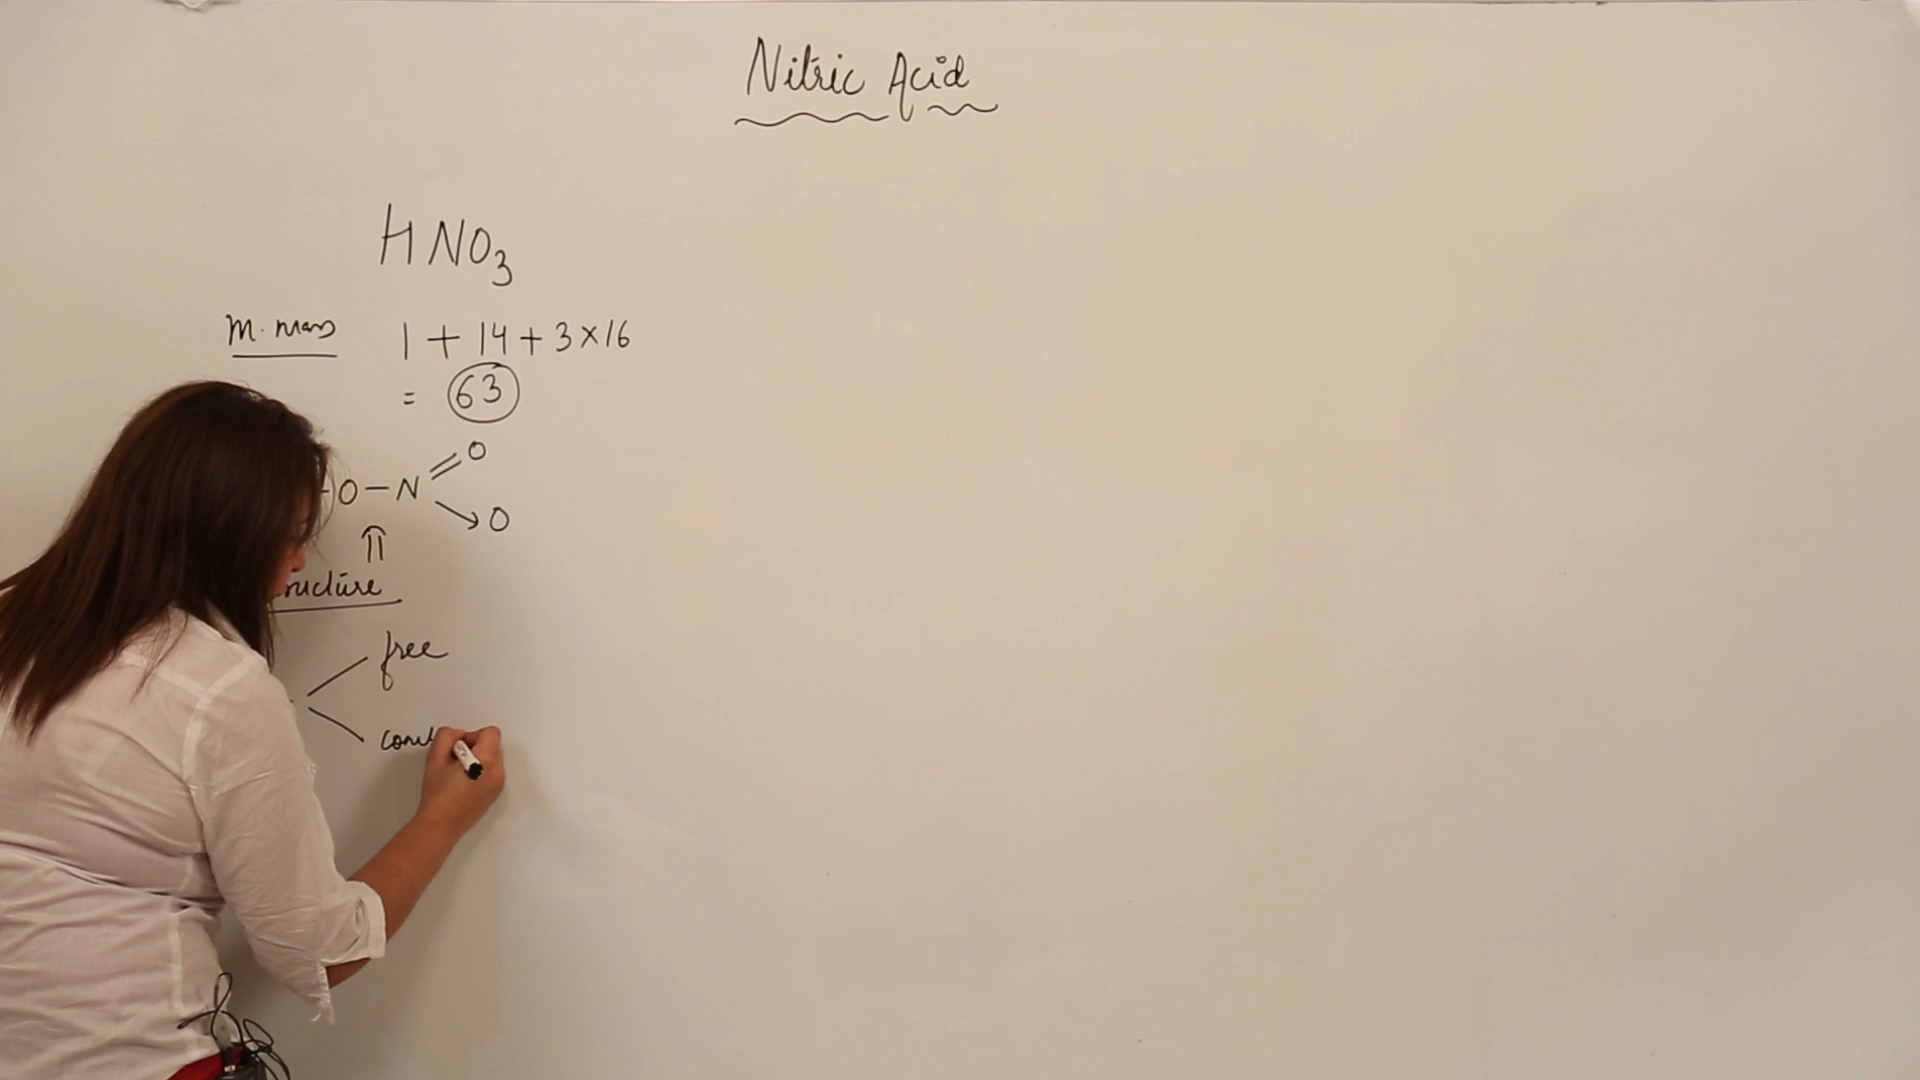 Nitric Acid
HNO3
M. mass 1 + 14 + 3×16
= 63
O
-O-N
O
free